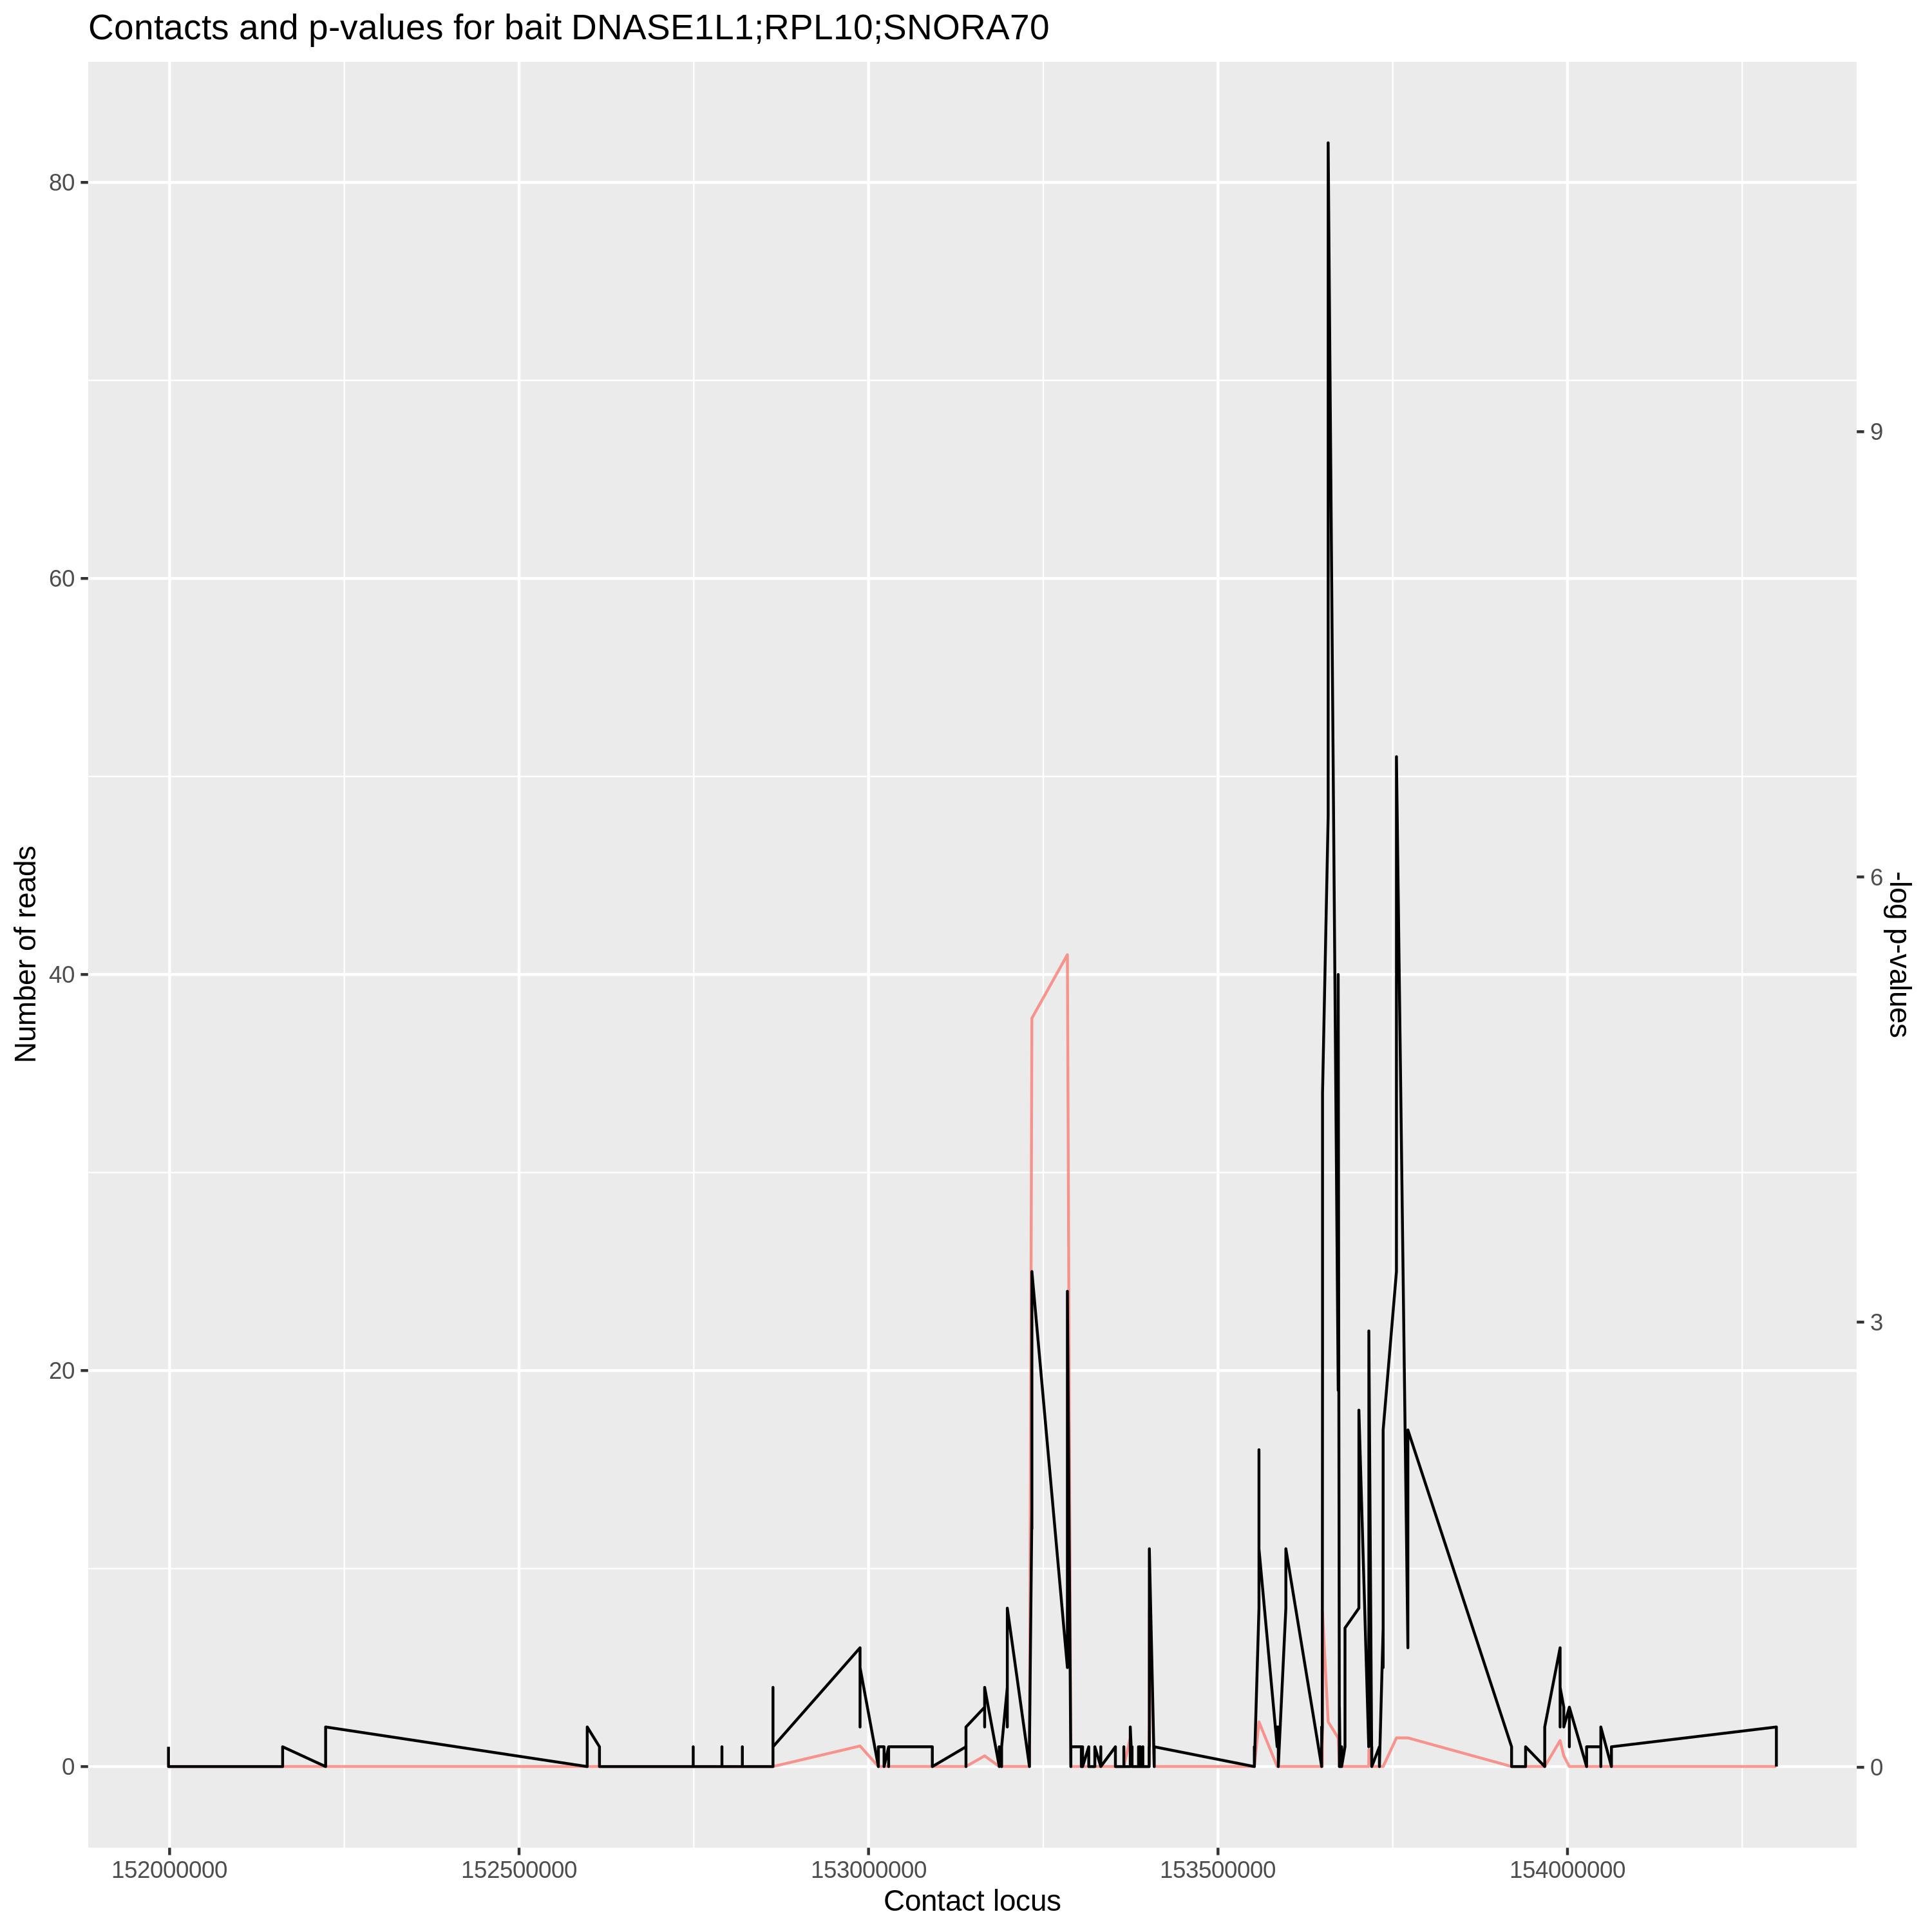 Contacts and p-values for bait DNASE1L1;RPL10;SNORA70
80
60
40
20
0
Number of reads
9
6
3
0
-log p-values
152000000 152500000 153000000 153500000 154000000
Contact locus